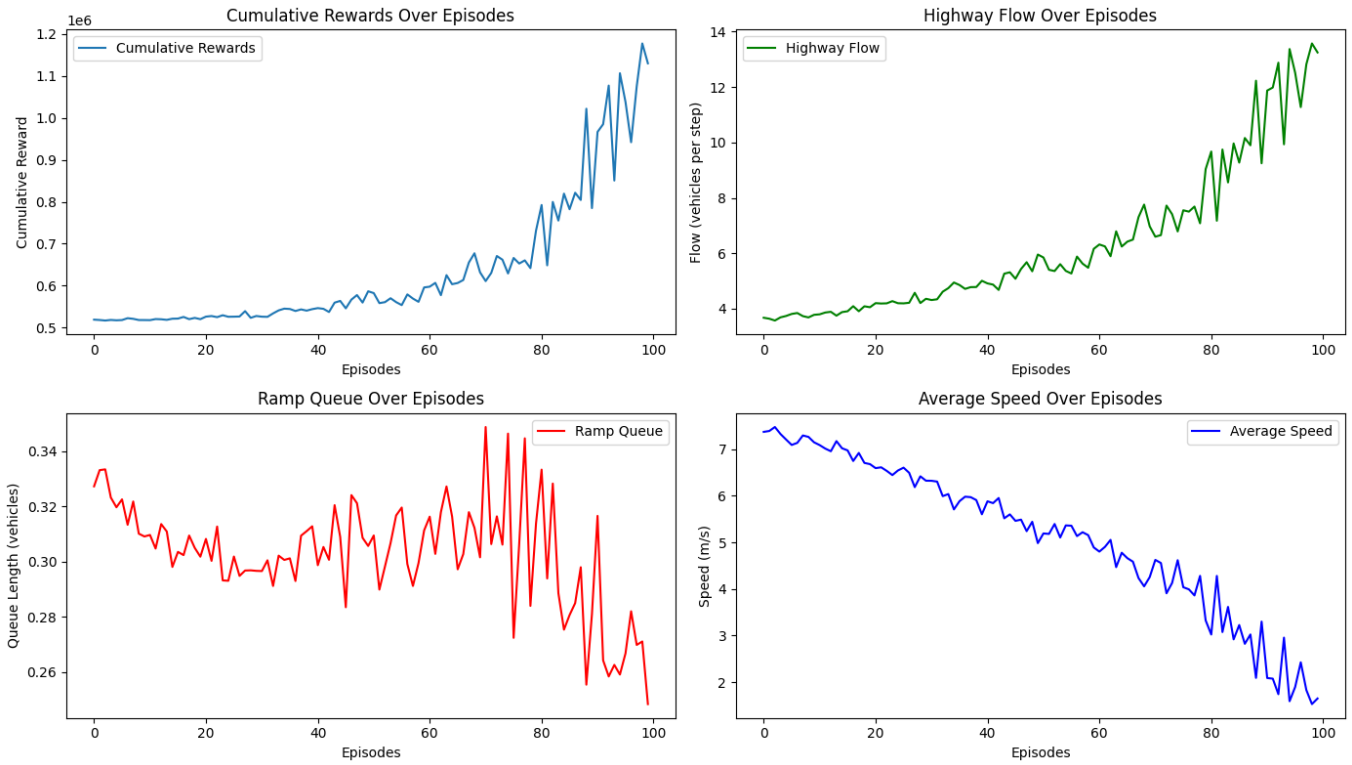 Cumulative Rewards Over Episodes
1e6
Cumulative Rewards
1.2
1.1
1.0
0.9
0.8
0.7
0.6
0.5
Cumulative Reward
0 20 40 60 80 100
Episodes
Highway Flow Over Episodes
Highway Flow
14
12
10
8
6
4
Flow (vehicles per step)
0 20 40 60 80 100
Episodes
Ramp Queue Over Episodes
Ramp Queue
0.34
0.32
0.30
0.28
0.26
Queue Length (vehicles)
0 20 40 60 80 100
Episodes
Average Speed Over Episodes
Average Speed
7
6
5
4
3
2
Speed (m/s)
0 20 40 60 80 100
Episodes